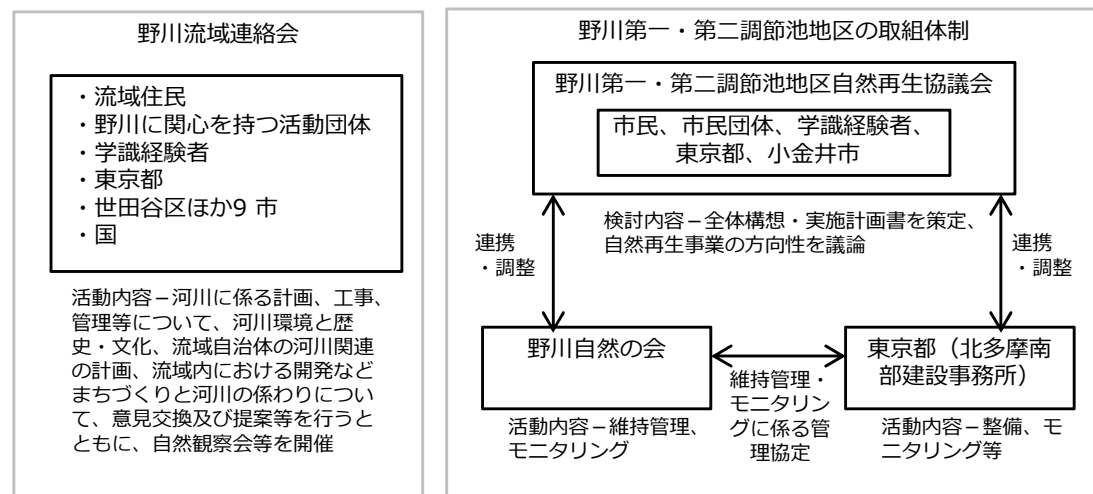 野川流域連絡会
・流域住民
・野川に関心を持つ活動団体
・学識経験者
・東京都
・世田谷区ほか9 市
・国
活動内容－河川に係る計画、工事、
管理等について、河川環境と歴
史・文化、流域自治体の河川関連
の計画、流域内における開発など
まちづくりと河川の係わりについ
て、意見交換及び提案等を行うと
ともに、自然観察会等を開催
野川第一・第二調節池地区の取組体制
野川第一・第二調節池地区自然再生協議会
市民、市民団体、学識経験者、
東京都、小金井市
連携
・調整
検討内容－全体構想・実施計画書を策定、
自然再生事業の方向性を議論
連携
・調整
野川自然の会
活動内容－維持管理、
モニタリング
維持管理・
モニタリン
グに係る管
理協定
東京都（北多摩南
部建設事務所）
活動内容－整備、モ
ニタリング等